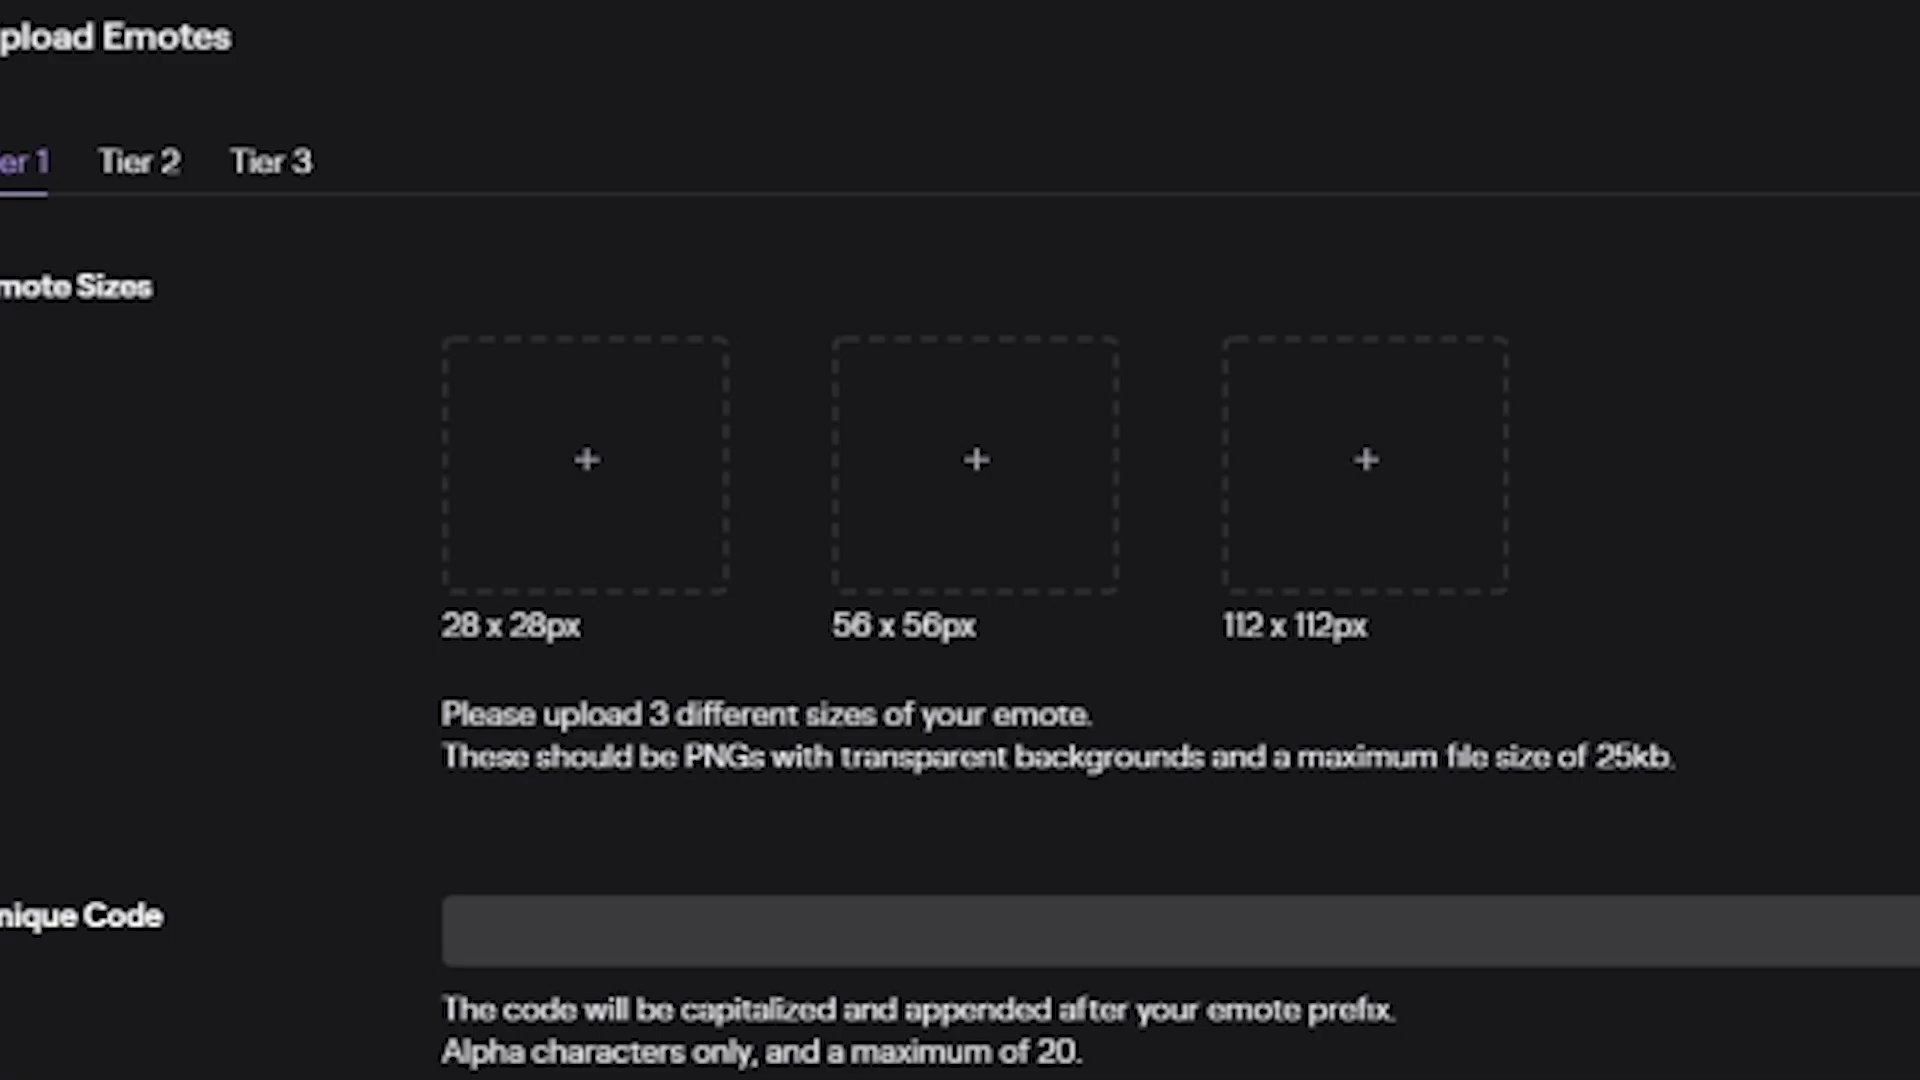 pload Emotes
er 1 Tier 2 Tier 3
mote Sizes
28 x 28px 56 x 56px 112 x 112px
Please upload 3 different sizes of your emote.
These should be PNGs with transparent backgrounds and a maximum file size of 25kb.
nique Code
The code will be capitalized and appended after your emote prefix.
Alpha characters only, and a maximum of 20.